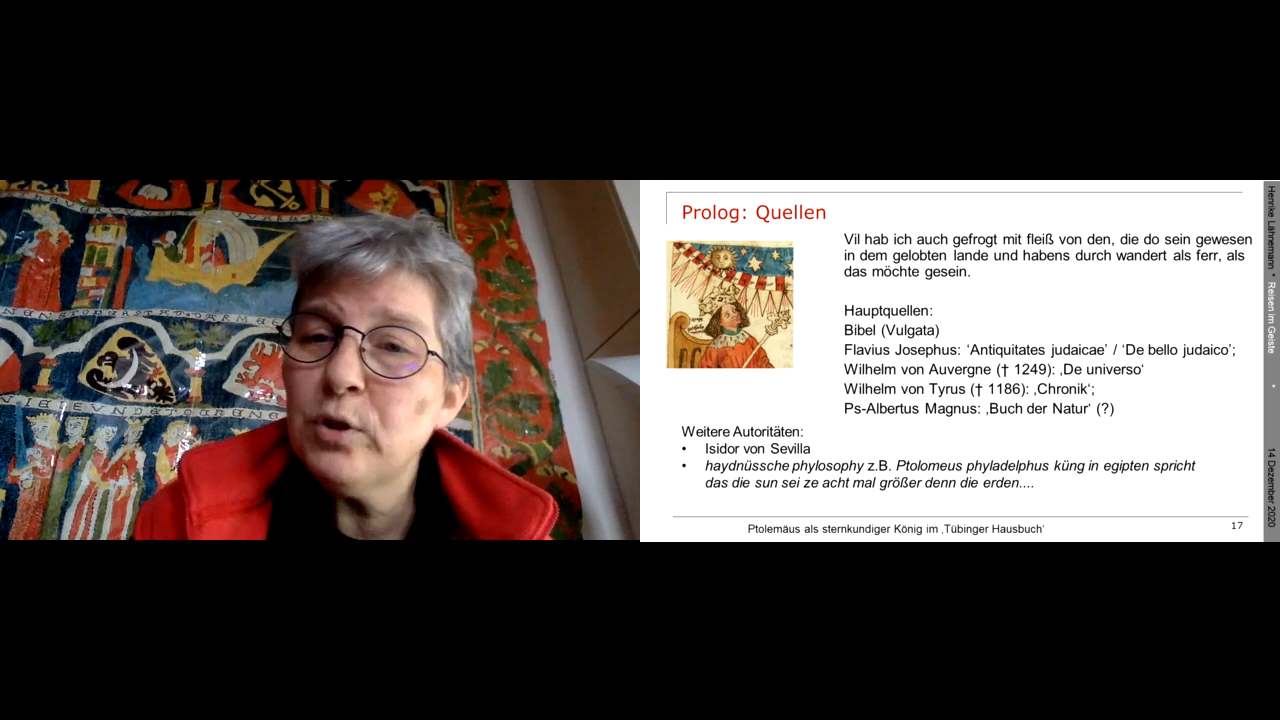 Prolog: Quellen
Vil hab ich auch gefrogt mit fleiß von den, die do sein gewesen
in dem gelobten lande und habens durch wandert als ferr, als
das möchte gesein.
Hauptquellen:
Bibel (Vulgata)
Flavius Josephus: ‘Antiquitates judaicae’ / ‘De bello judaico’;
Wilhelm von Auvergne († 1249): ‚De universo‘
Wilhelm von Tyrus († 1186): ‚Chronik‘;
Ps-Albertus Magnus: ‚Buch der Natur‘ (?)
Weitere Autoritäten:
• Isidor von Sevilla
• haydnüssche phylosophy z.B. Ptolomeus phyladelphus küng in egipten spricht
das die sun sei ze acht mal größer denn die erden....
Ptolemäus als sternkundiger König im ‚Tübinger Hausbuch‘
17
Henrike Lähnemann * Reisen im Geiste * 14 Dezember 2020